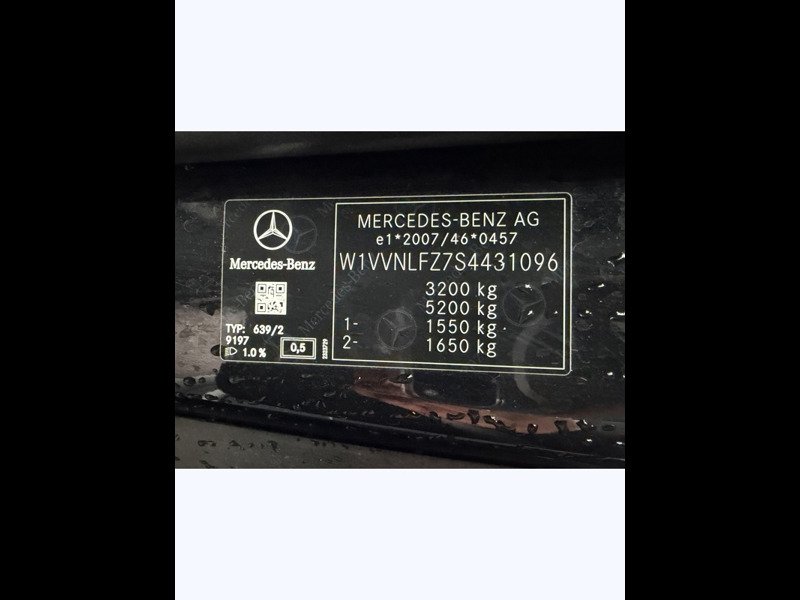 Mercedes-Benz
TYP: 639/2
9197
1.0 %
0,5
MERCEDES-BENZ AG
e1*2007/46*0457
W1VVNLFZ7S4431096
3200 kg
5200 kg
1- 1550 kg
2- 1650 kg